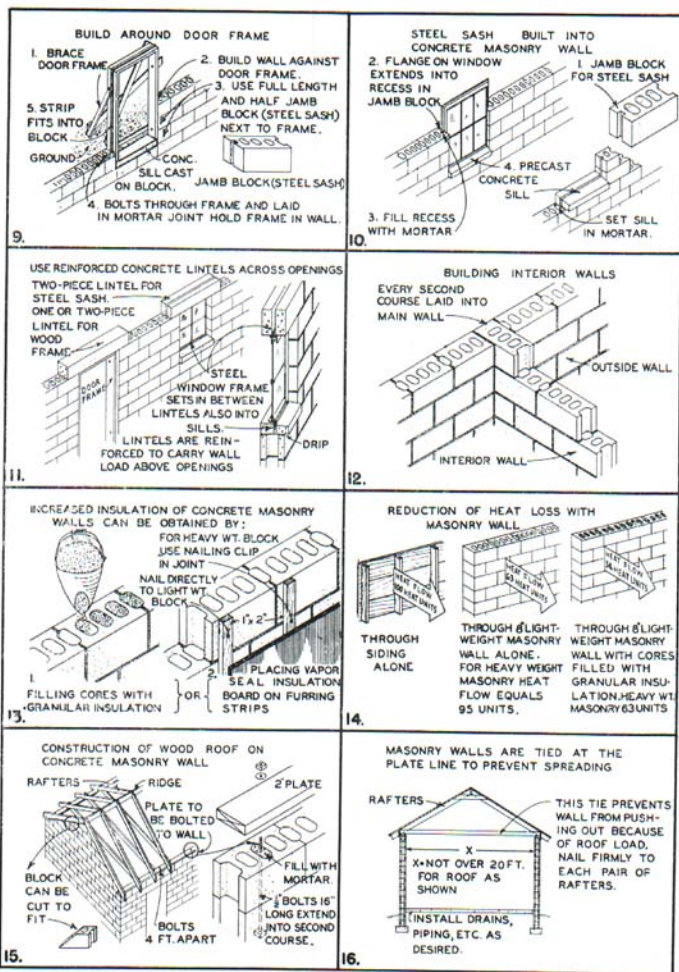 BUILD AROUND DOOR FRAME
1. BRACE
DOOR FRAME.
2. BUILD WALL AGAINST
DOOR FRAME.
3. USE FULL LENGTH
AND HALF JAMB
BLOCK (STEEL SASH)
NEXT TO FRAME.
5. STRIP
FITS INTO
BLOCK
GROUND
CONC.
SILL CAST
ON BLOCK.
JAMB BLOCK (STEEL SASH)
4. BOLTS THROUGH FRAME AND LAID
IN MORTAR JOINT HOLD FRAME IN WALL.
9.
STEEL SASH BUILT INTO
CONCRETE MASONRY WALL
2. FLANGE ON WINDOW
EXTENDS INTO
RECESS IN
JAMB BLOCK
1. JAMB BLOCK
FOR STEEL SASH
4. PRECAST
CONCRETE
SILL
3. FILL RECESS
WITH MORTAR
SET SILL
IN MORTAR.
10.
USE REINFORCED CONCRETE LINTELS ACROSS OPENINGS
TWO-PIECE LINTEL FOR
STEEL SASH.
ONE OR TWO-PIECE
LINTEL FOR
WOOD
FRAME
DOOR
FRAME
STEEL
WINDOW FRAME
SETS IN BETWEEN
LINTELS ALSO INTO
SILLS.
LINTELS ARE REIN-
FORCED TO CARRY WALL
LOAD ABOVE OPENINGS
DRIP
11.
BUILDING INTERIOR WALLS
EVERY SECOND
COURSE LAID INTO
MAIN WALL
OUTSIDE WALL
INTERIOR WALL
12.
INCREASED INSULATION OF CONCRETE MASONRY
WALLS CAN BE OBTAINED BY:
FOR HEAVY WT. BLOCK
USE NAILING CLIP
IN JOINT
NAIL DIRECTLY
TO LIGHT WT.
BLOCK
1"x 2"
1.
FILLING CORES WITH
GRANULAR INSULATION
OR
2.
PLACING VAPOR
SEAL INSULATION
BOARD ON FURRING
STRIPS
13.
REDUCTION OF HEAT LOSS WITH
MASONRY WALL
HEAT FLOW
100 HEAT UNITS
HEAT FLOW
63 HEAT UNITS
HEAT FLOW
HEAT UNITS
THROUGH
SIDING
ALONE
THROUGH 8" LIGHT-
WEIGHT MASONRY
WALL ALONE.
FOR HEAVY WEIGHT
MASONRY HEAT
FLOW EQUALS
95 UNITS.
THROUGH 8" LIGHT-
WEIGHT MASONRY
WALL WITH CORES
FILLED WITH
GRANULAR INSU-
LATION. HEAVY WT.
MASONRY 63 UNITS
14.
CONSTRUCTION OF WOOD ROOF ON
CONCRETE MASONRY WALL
RAFTERS
RIDGE
PLATE TO
BE BOLTED
TO WALL
2" PLATE
FILL WITH
MORTAR.
BLOCK
CAN BE
CUT TO
FIT
BOLTS
4 FT. APART
BOLTS 16"
LONG EXTEND
INTO SECOND
COURSE.
15.
MASONRY WALLS ARE TIED AT THE
PLATE LINE TO PREVENT SPREADING
RAFTERS
THIS TIE PREVENTS
WALL FROM PUSH-
ING OUT BECAUSE
OF ROOF LOAD.
NAIL FIRMLY TO
EACH PAIR OF
RAFTERS.
X
X=NOT OVER 20 FT.
FOR ROOF AS
SHOWN
INSTALL DRAINS,
PIPING, ETC. AS
DESIRED.
16.